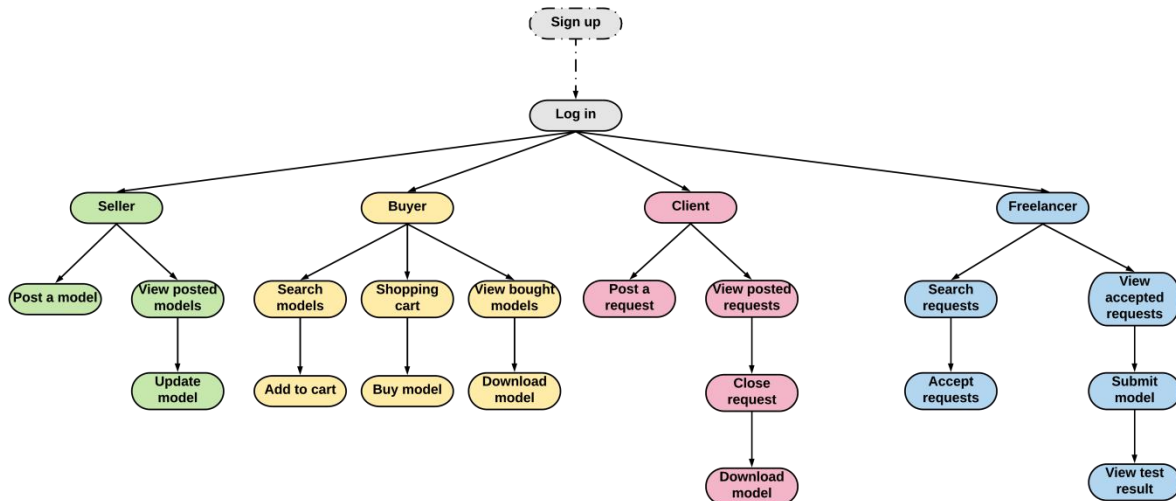 Sign up
Log in
Seller
Buyer
Client
Freelancer
Post a model
View posted
models
Search
models
Shopping
cart
View bought
models
Post a
request
View posted
requests
Search
requests
View
accepted
requests
Update
model
Add to cart
Buy model
Download
model
Close
request
Accept
requests
Submit
model
Download
model
View test
result